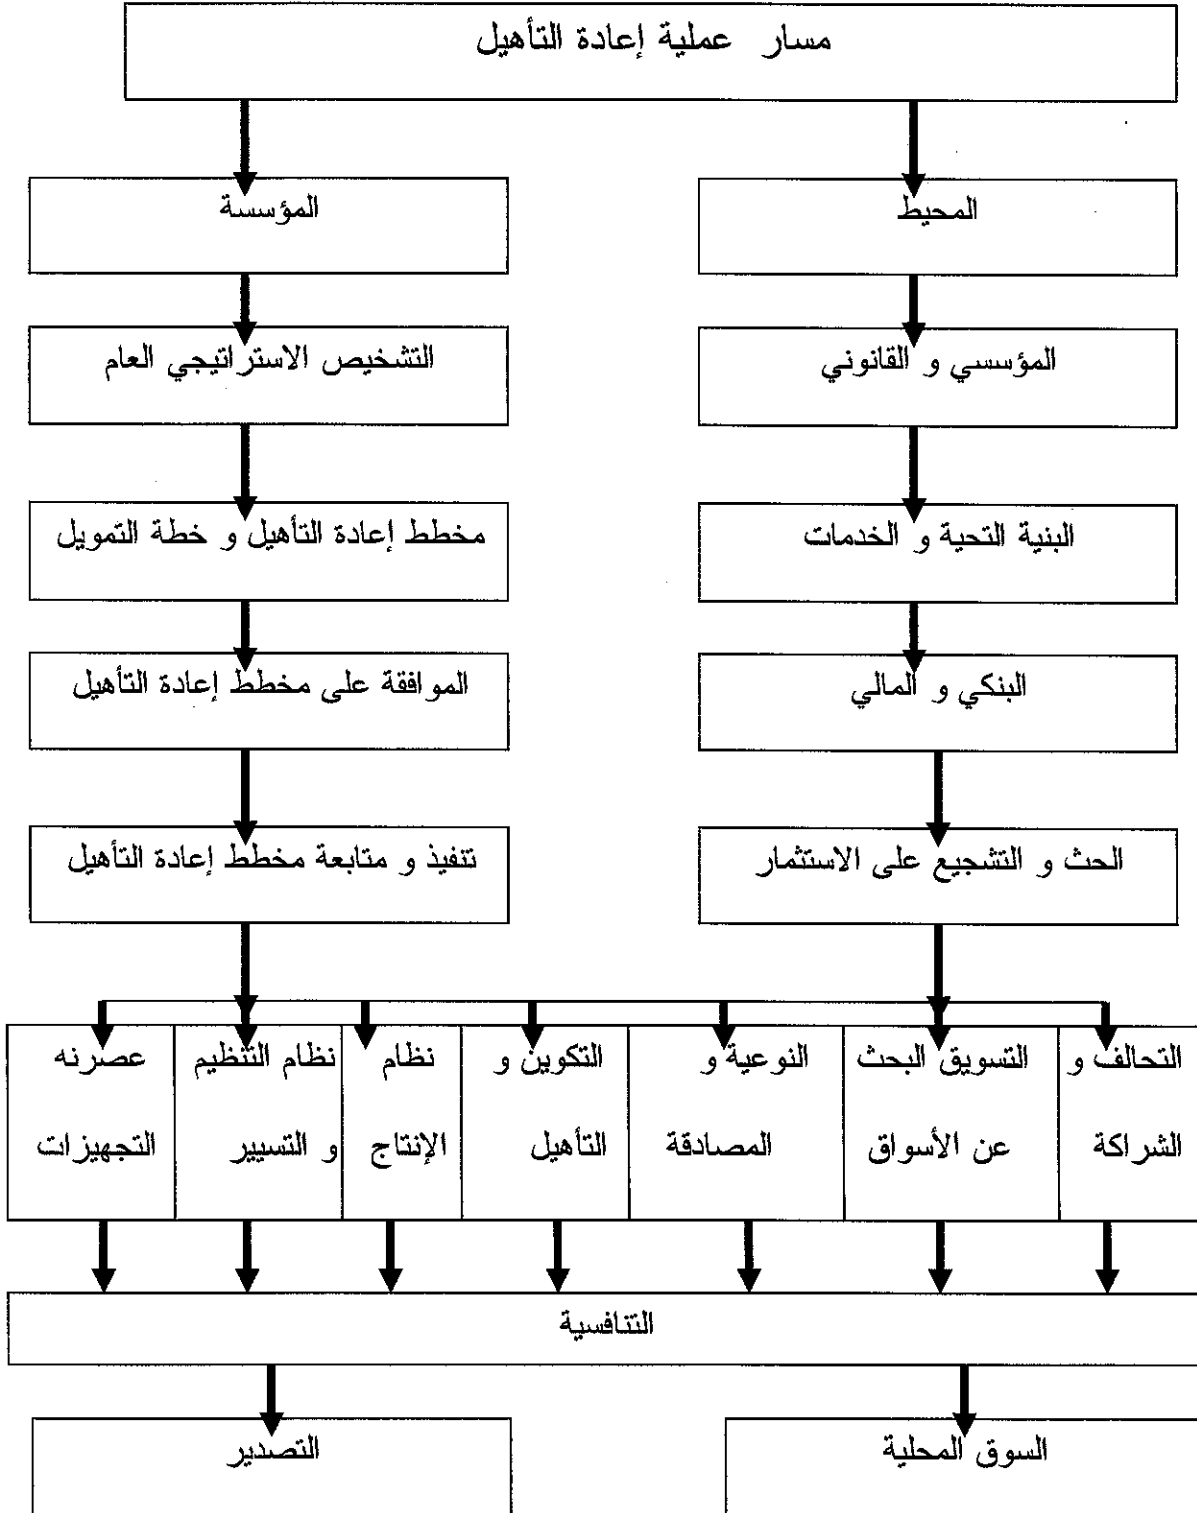 مسار عملية إعادة التأهيل
المحيط
المؤسسة
المؤسسي و القانوني
التشخيص الاستراتيجي العام
البنية التحية و الخدمات
مخطط إعادة التأهيل و خطة التمويل
البنكي و المالي
الموافقة على مخطط إعادة التأهيل
الحث و التشجيع على الاستثمار
تنفيذ و متابعة مخطط إعادة التأهيل
التحالف و
الشراكة
التسويق البحث
عن الأسواق
النوعية و
المصادقة
التكوين و
التأهيل
نظام
الإنتاج
نظام التنظيم
و التسيير
عصرنه
التجهيزات
التنافسية
السوق المحلية
التصدير